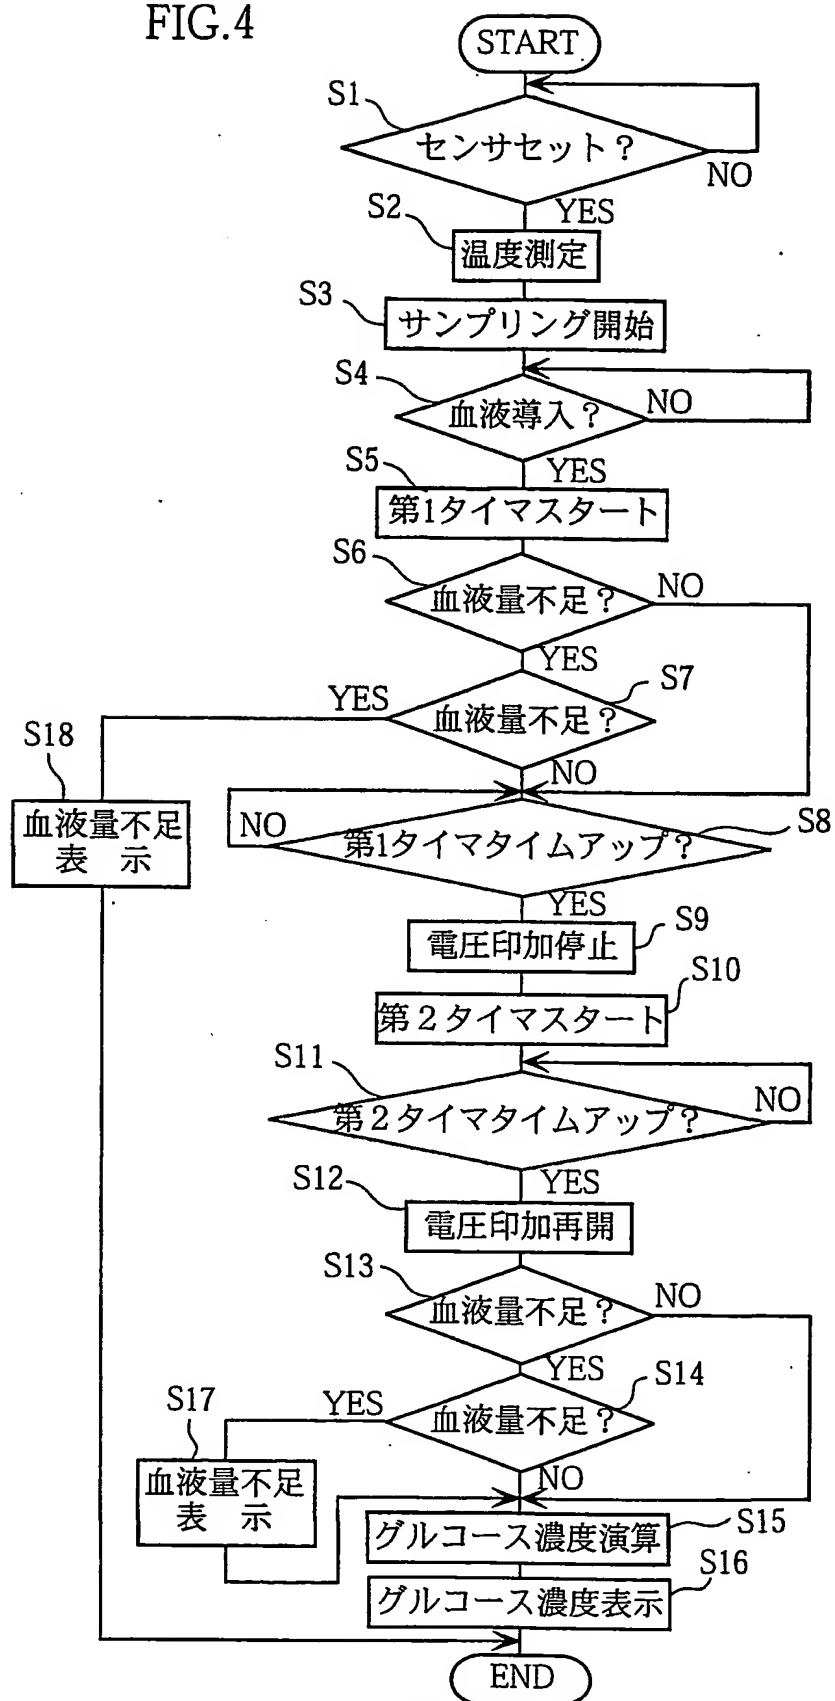 FIG.4
START
S1
センサセット？
NO
YES
S2
温度測定
S3
サンプリング開始
S4
血液導入？
NO
YES
S5
第1タイマスタート
S6
血液量不足？
NO
YES
S7
血液量不足？
YES
NO
S18
血液量不足
表 示
S8
第1タイマタイムアップ？
NO
YES
S9
電圧印加停止
S10
第２タイマスタート
S11
第２タイマタイムアップ？
NO
YES
S12
電圧印加再開
S13
血液量不足？
NO
YES
S14
血液量不足？
YES
NO
S17
血液量不足
表 示
S15
グルコース濃度演算
S16
グルコース濃度表示
END